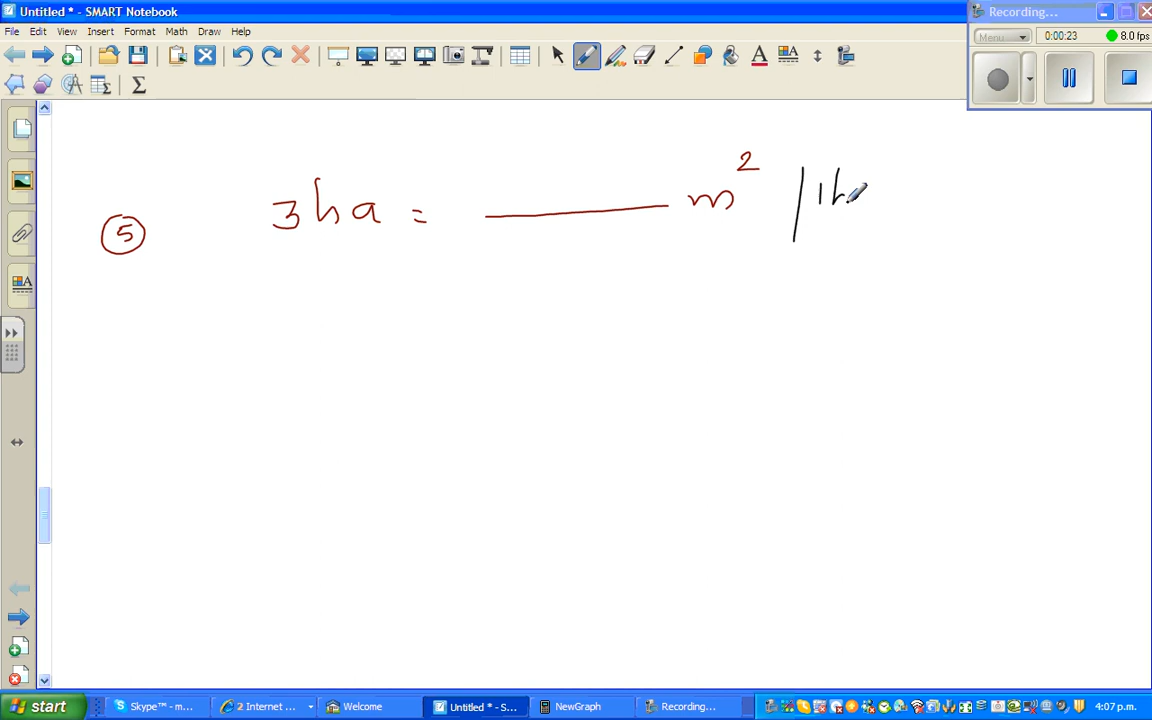 Untitled * - SMART Notebook
Recording...
File Edit View Insert Format Math Draw Help
Menu
0:00:23
8.0 fps
3ha = ______ m²
1h
5
start
Skype™ - m...
2 Internet ...
Welcome
Untitled * - S...
NewGraph
Recording...
4:07 p.m.